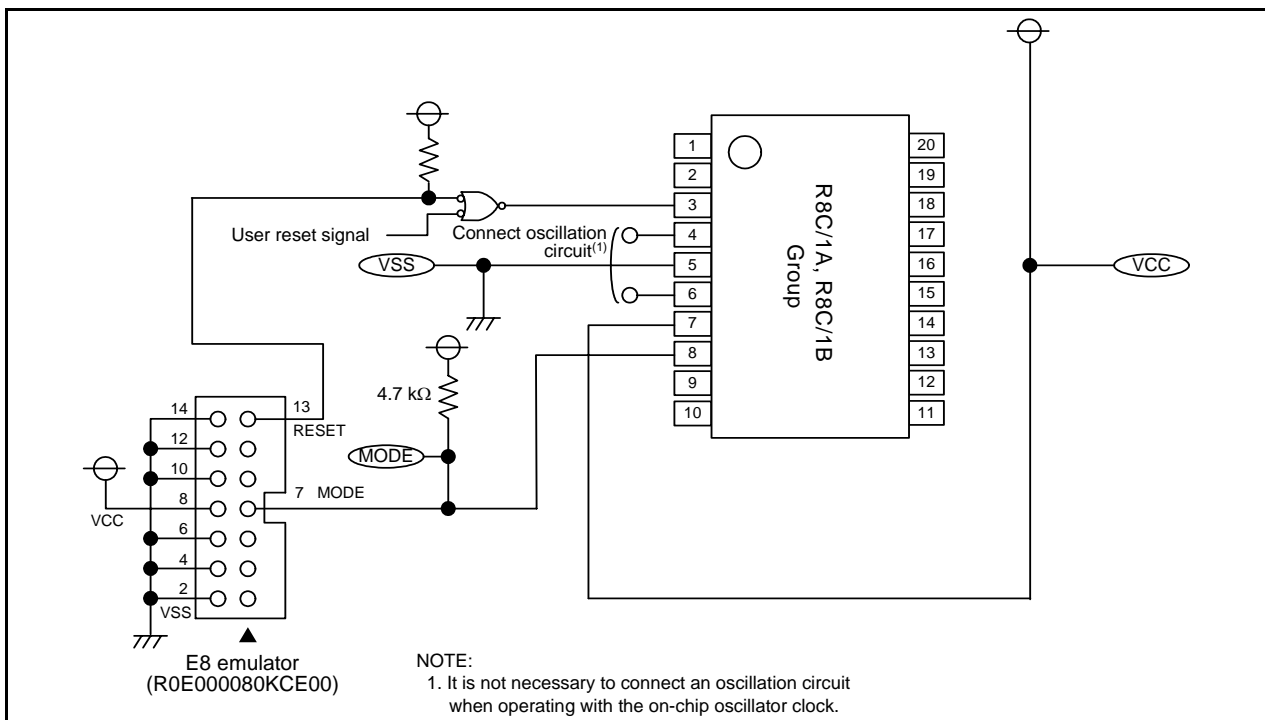 1
2
3
4
5
6
7
8
9
10
20
19
18
17
16
15
14
13
12
11
R8C/1A, R8C/1B
Group
User reset signal
Connect oscillation
circuit(1)
VSS
VCC
4.7 kΩ
MODE
14
12
10
8
6
4
2
13
RESET
7 MODE
VCC
VSS
E8 emulator
(R0E000080KCE00)
NOTE:
1. It is not necessary to connect an oscillation circuit
when operating with the on-chip oscillator clock.